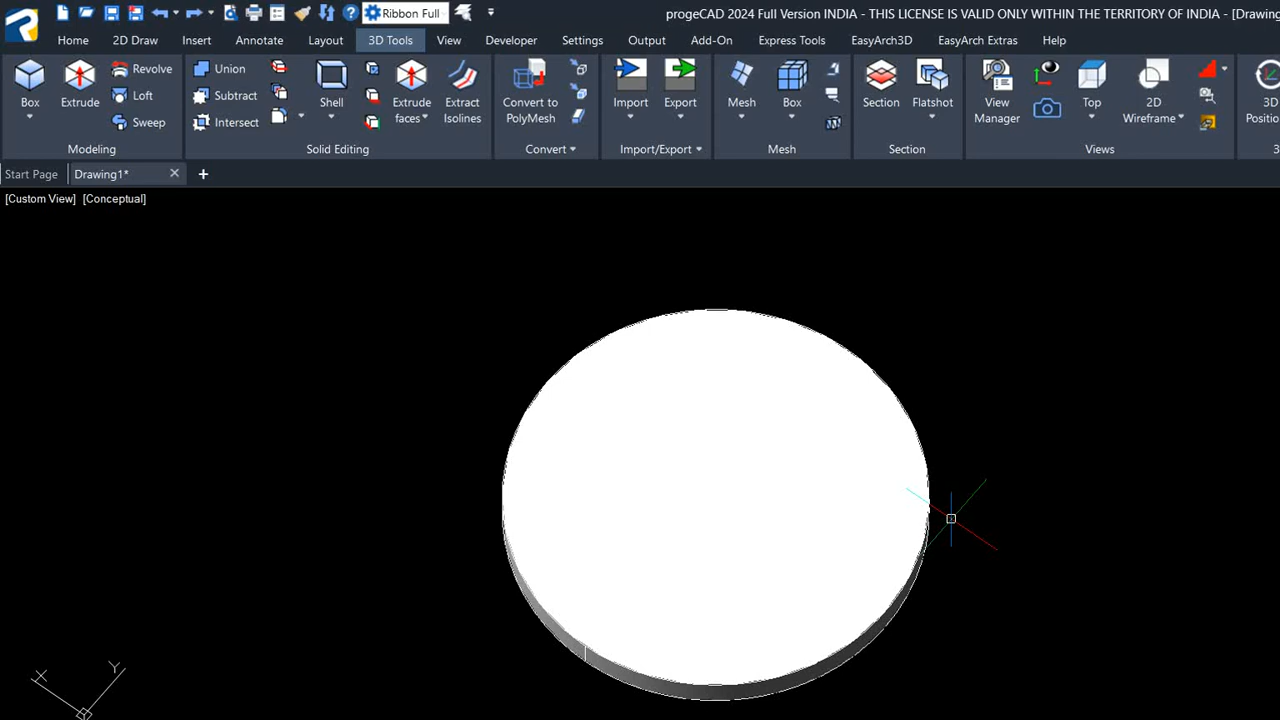 Ribbon Full
progeCAD 2024 Full Version INDIA - THIS LICENSE IS VALID ONLY WITHIN THE TERRITORY OF INDIA - [Drawing
Home 2D Draw Insert Annotate Layout 3D Tools View Developer Settings Output Add-On Express Tools EasyArch3D EasyArch Extras Help
Revolve Union
Loft Subtract
Sweep Intersect
Box Extrude Shell Extrude faces Extract Isolines Convert to PolyMesh Import Export Mesh Box Section Flatshot View Manager Top 2D Wireframe 3D Positio
Modeling Solid Editing Convert Import/Export Mesh Section Views 3
Start Page Drawing1* +
[Custom View] [Conceptual]
X Y